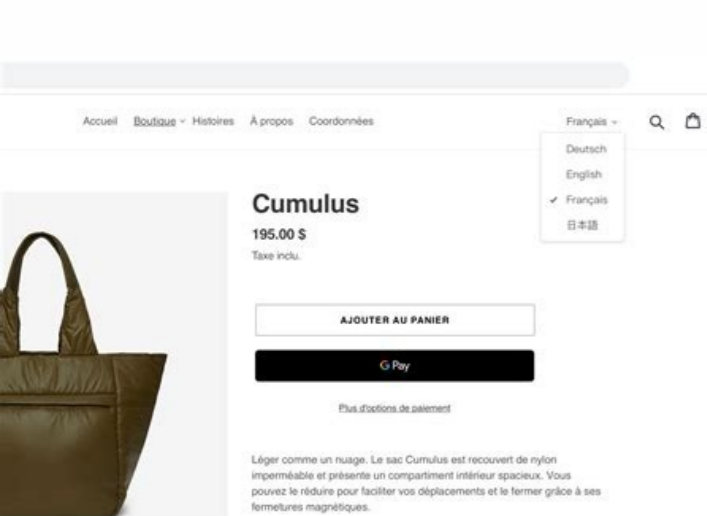 Accueil Boutique Histoires À propos Coordonnées Français
Deutsch
English
Français
日本語
Cumulus
195.00 $
Taxe inclu.
AJOUTER AU PANIER
G Pay
Plus d'options de paiement
Léger comme un nuage. Le sac Cumulus est recouvert de nylon
imperméable et présente un compartiment intérieur spacieux. Vous
pouvez le réduire pour faciliter vos déplacements et le fermer grâce à ses
fermetures magnétiques.